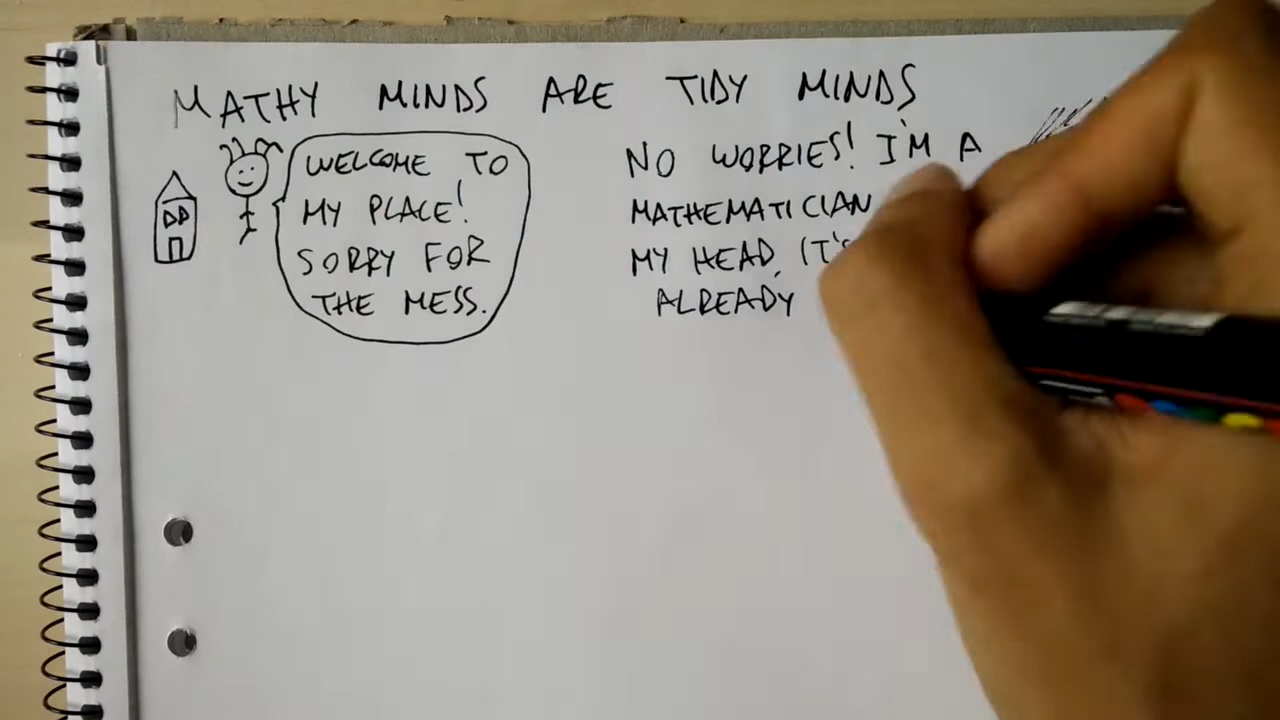 MATHY MINDS ARE TIDY MINDS
WELCOME TO
MY PLACE!
SORRY FOR
THE MESS.
NO WORRIES! I'M A
MATHEMATICIAN
MY HEAD, IT'S
ALREADY